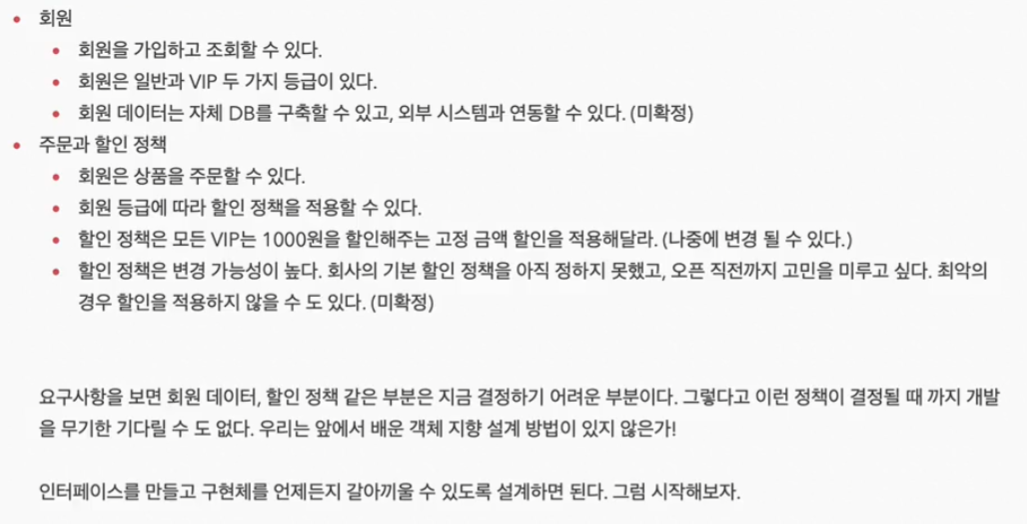 회원
회원을 가입하고 조회할 수 있다.
회원은 일반과 VIP 두 가지 등급이 있다.
회원 데이터는 자체 DB를 구축할 수 있고, 외부 시스템과 연동할 수 있다. (미확정)
주문과 할인 정책
회원은 상품을 주문할 수 있다.
회원 등급에 따라 할인 정책을 적용할 수 있다.
할인 정책은 모든 VIP는 1000원을 할인해주는 고정 금액 할인을 적용해달라. (나중에 변경 될 수 있다.)
할인 정책은 변경 가능성이 높다. 회사의 기본 할인 정책을 아직 정하지 못했고, 오픈 직전까지 고민을 미루고 싶다. 최악의
경우 할인을 적용하지 않을 수 도 있다. (미확정)
요구사항을 보면 회원 데이터, 할인 정책 같은 부분은 지금 결정하기 어려운 부분이다. 그렇다고 이런 정책이 결정될 때 까지 개발
을 무기한 기다릴 수 도 없다. 우리는 앞에서 배운 객체 지향 설계 방법이 있지 않은가!
인터페이스를 만들고 구현체를 언제든지 갈아끼울 수 있도록 설계하면 된다. 그럼 시작해보자.